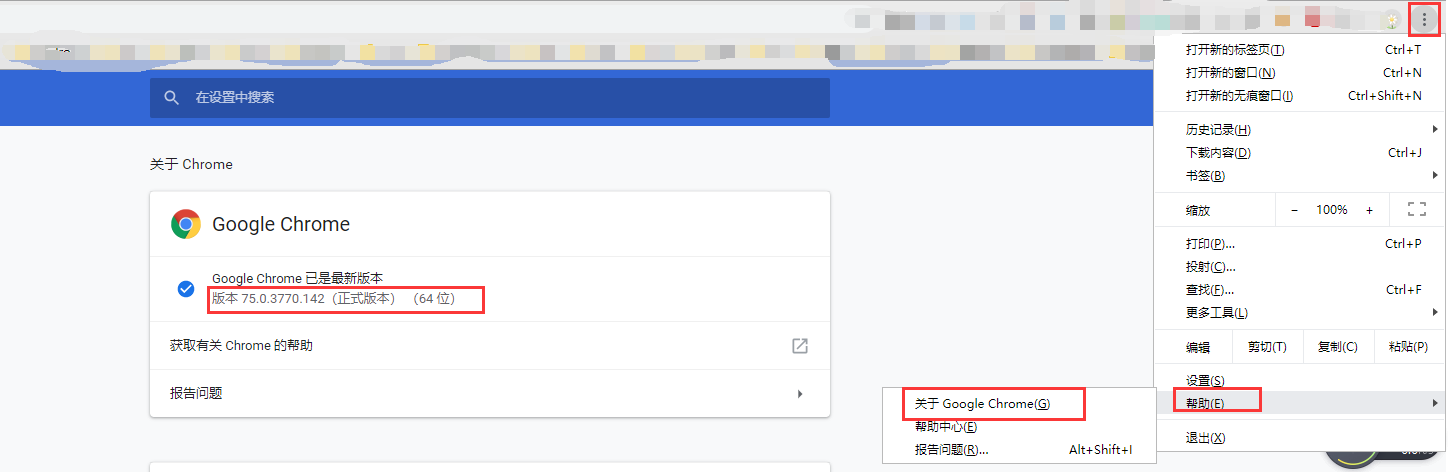 打开新的标签页(T) Ctrl+T
打开新的窗口(N) Ctrl+N
打开新的无痕窗口(I) Ctrl+Shift+N
历史记录(H)
下载内容(D) Ctrl+J
书签(B)
缩放 − 100% +
打印(P)... Ctrl+P
投射(C)...
查找(F)... Ctrl+F
更多工具(L)
编辑 剪切(T) 复制(C) 粘贴(P)
设置(S)
帮助(E)
退出(X)
在设置中搜索
关于 Chrome
Google Chrome
Google Chrome 已是最新版本
版本 75.0.3770.142（正式版本） （64 位）
获取有关 Chrome 的帮助
报告问题
关于 Google Chrome(G)
帮助中心(E)
报告问题(R)... Alt+Shift+I